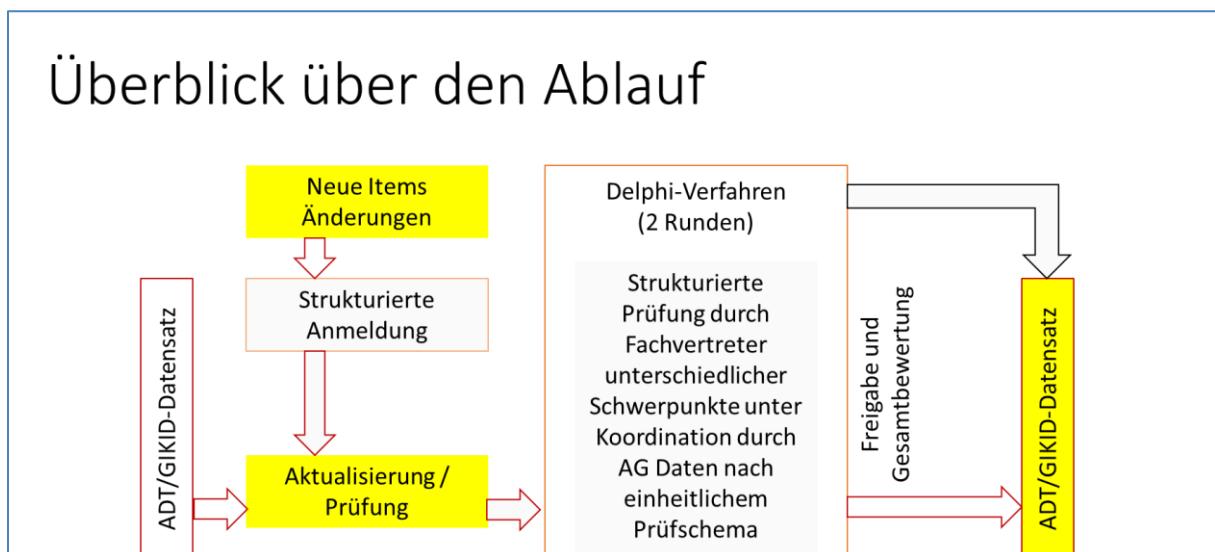 Überblick über den Ablauf
Neue Items
Änderungen
Strukturierte
Anmeldung
ADT/GIKID-Datensatz
Aktualisierung /
Prüfung
Delphi-Verfahren
(2 Runden)
Strukturierte
Prüfung durch
Fachvertreter
unterschiedlicher
Schwerpunkte unter
Koordination durch
AG Daten nach
einheitlichem
Prüfschema
Freigabe und
Gesamtbewertung
ADT/GIKID-Datensatz